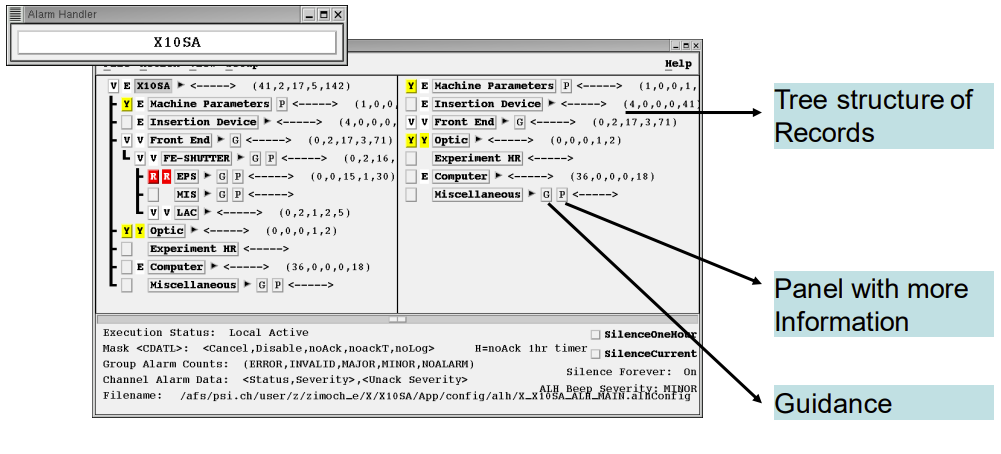 Alarm Handler
X10SA
Help
V E X10SA <-----> (41,2,17,5,142)
Y E Machine Parameters P <-----> (1,0,0,
E Insertion Device <-----> (4,0,0,0,
V V Front End G <-----> (0,2,17,3,71)
V V FE-SHUTTER G P <-----> (0,2,16,
R R EPS G P <-----> (0,0,15,1,30)
MIS G P <----->
V V LAC <-----> (0,2,1,2,5)
Y Y Optic <-----> (0,0,0,1,2)
Experiment HR <----->
E Computer <-----> (36,0,0,0,18)
Miscellaneous G P <----->
Y E Machine Parameters P <-----> (1,0,0,1,
E Insertion Device <-----> (4,0,0,0,41)
V V Front End G <-----> (0,2,17,3,71)
Y Y Optic <-----> (0,0,0,1,2)
Experiment HR <----->
E Computer <-----> (36,0,0,0,18)
Miscellaneous G P <----->
Execution Status: Local Active
Mask <CDATL>: <Cancel,Disable,noAck,noackT,noLog> H=noAck 1hr timer
Group Alarm Counts: (ERROR,INVALID,MAJOR,MINOR,NOALARM)
Channel Alarm Data: <Status,Severity>,<Unack Severity>
Filename: /afs/psi.ch/user/z/zimoch_e/X/X10SA/App/config/alh/X_X10SA_ALH_MAIN.alhConfig
SilenceOneHour
SilenceCurrent
Silence Forever: On
ALH Beep Severity: MINOR
Tree structure of
Records
Panel with more
Information
Guidance